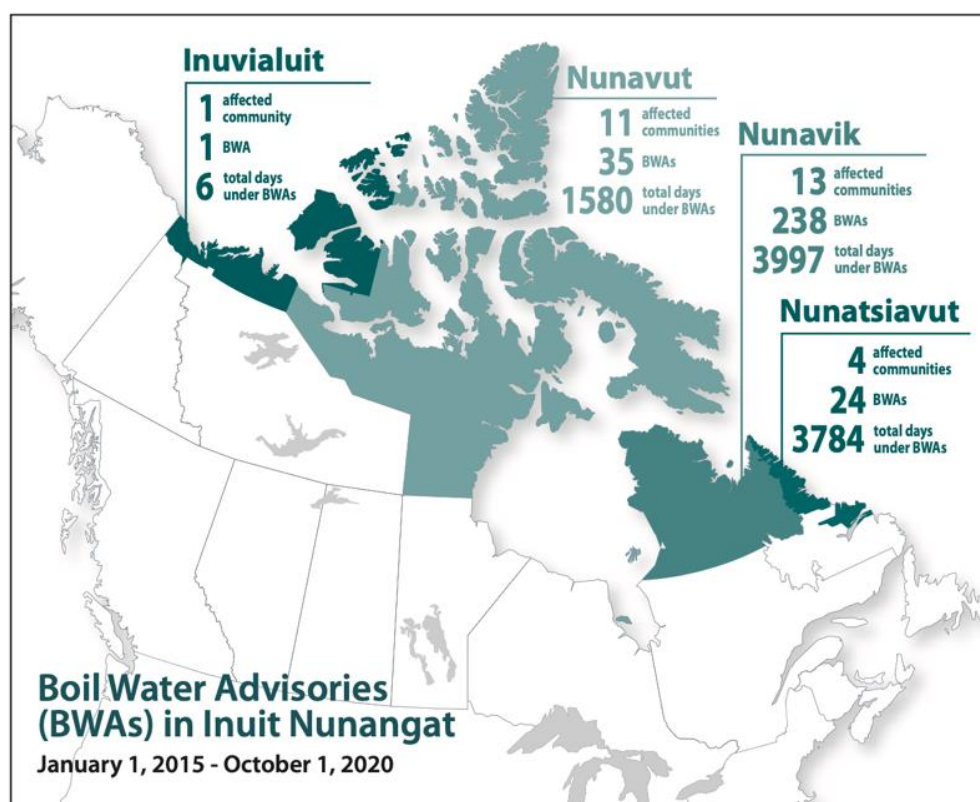 Inuvialuit
1 affected
community
1 BWA
6 total days
under BWAs
Nunavut
11 affected
communities
35 BWAs
1580 total days
under BWAs
Nunavik
13 affected
communities
238 BWAs
3997 total days
under BWAs
Nunatsiavut
4 affected
communities
24 BWAs
3784 total days
under BWAs
Boil Water Advisories
(BWAs) in Inuit Nunangat
January 1, 2015 - October 1, 2020